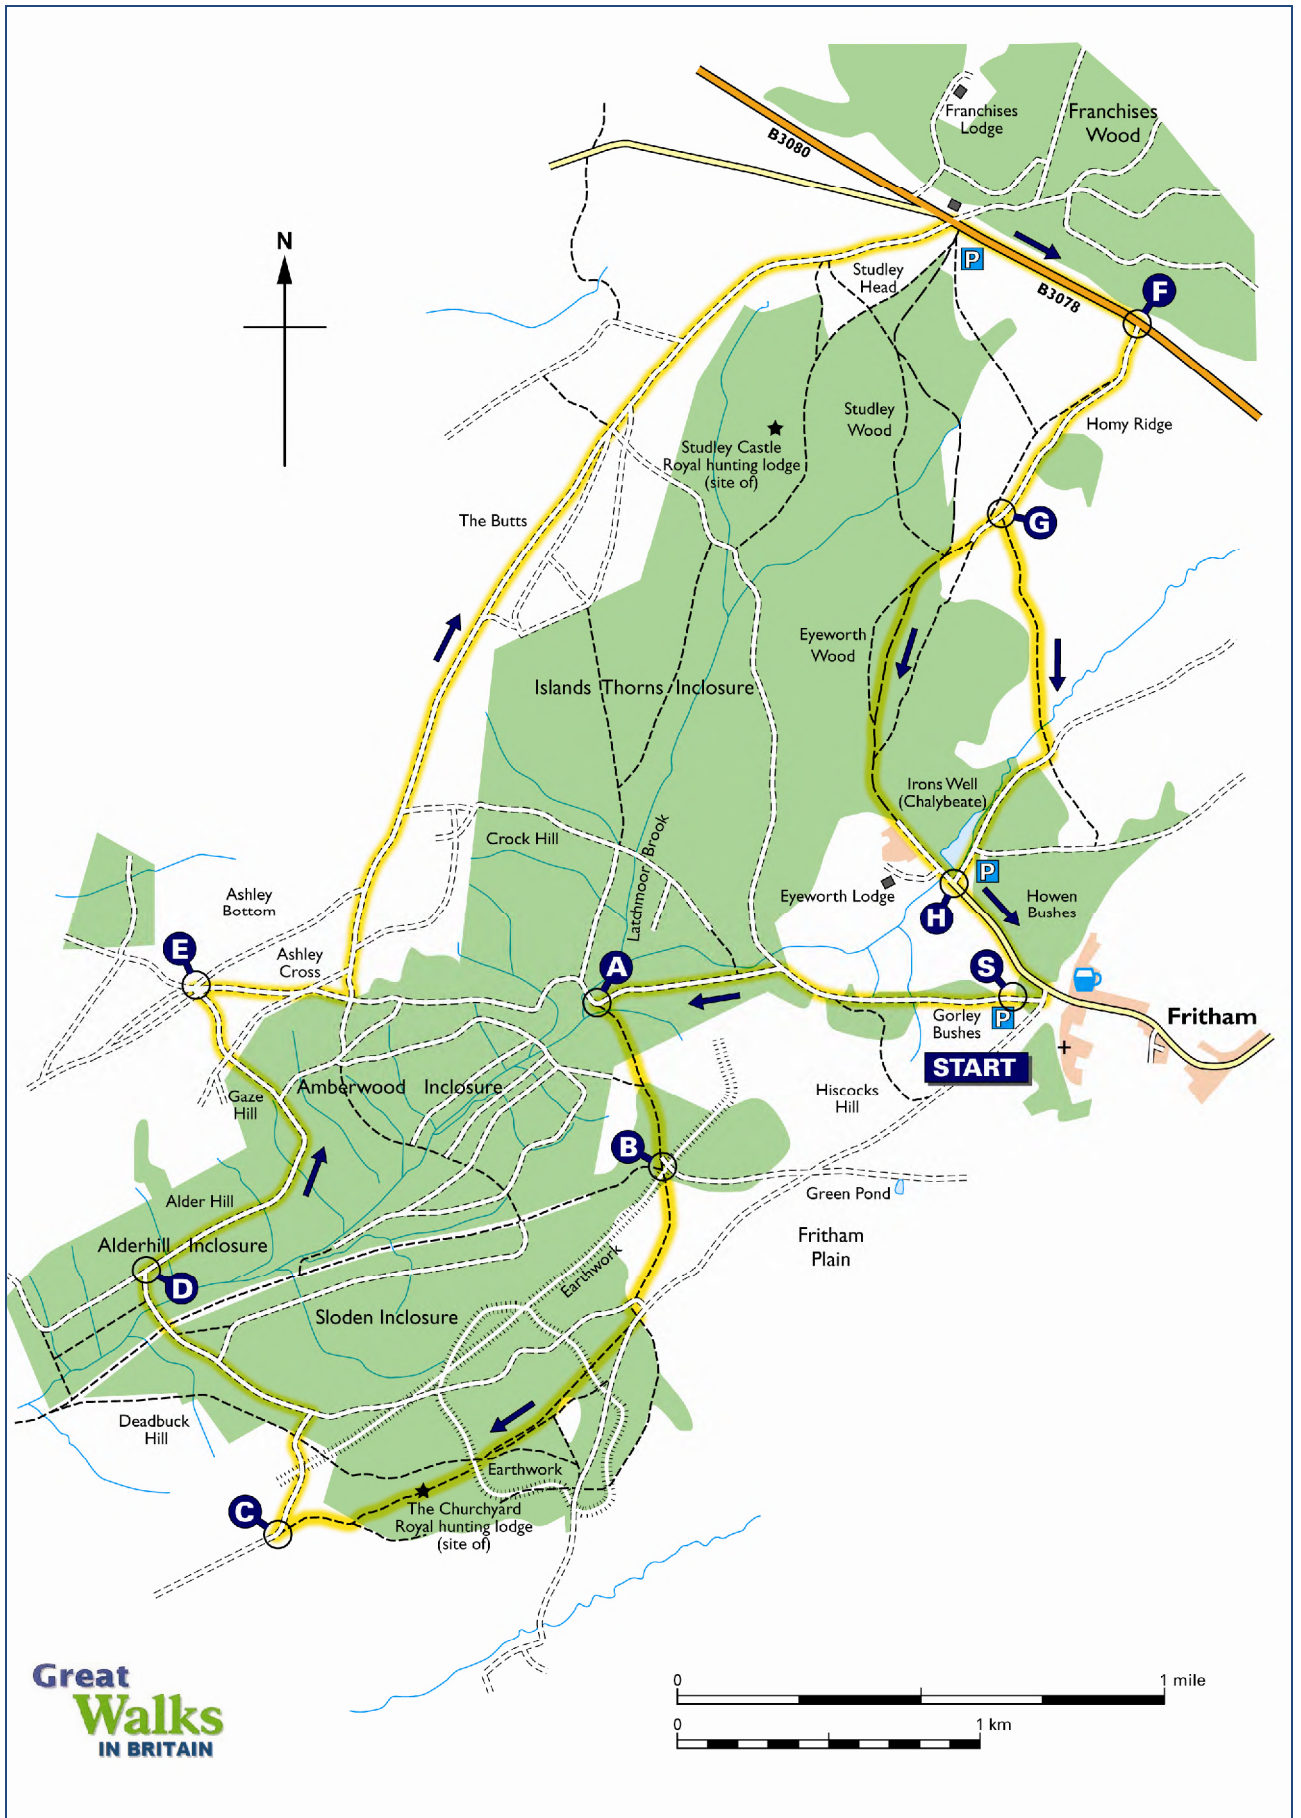 Franchises
Lodge
Franchises
Wood
B3080
N
P
Studley
Head
B3078
F
Homy Ridge
Studley
Wood
Studley Castle
Royal hunting lodge
(site of)
The Butts
G
Eyeworth
Wood
Islands Thorns Inclosure
Irons Well
(Chalybeate)
Crock Hill
Latchmoor Brook
P
Eyeworth Lodge
Howen
Bushes
H
Ashley
Bottom
E
Ashley
Cross
A
S
P
Gorley
Bushes
Fritham
START
Amberwood Inclosure
Gaze
Hill
Hiscocks
Hill
B
Alder Hill
Green Pond
Alderhill Inclosure
Fritham
Plain
D
Earthwork
Sloden Inclosure
Deadbuck
Hill
Earthwork
C
The Churchyard
Royal hunting lodge
(site of)
Great
Walks
IN BRITAIN
0 1 mile
0 1 km